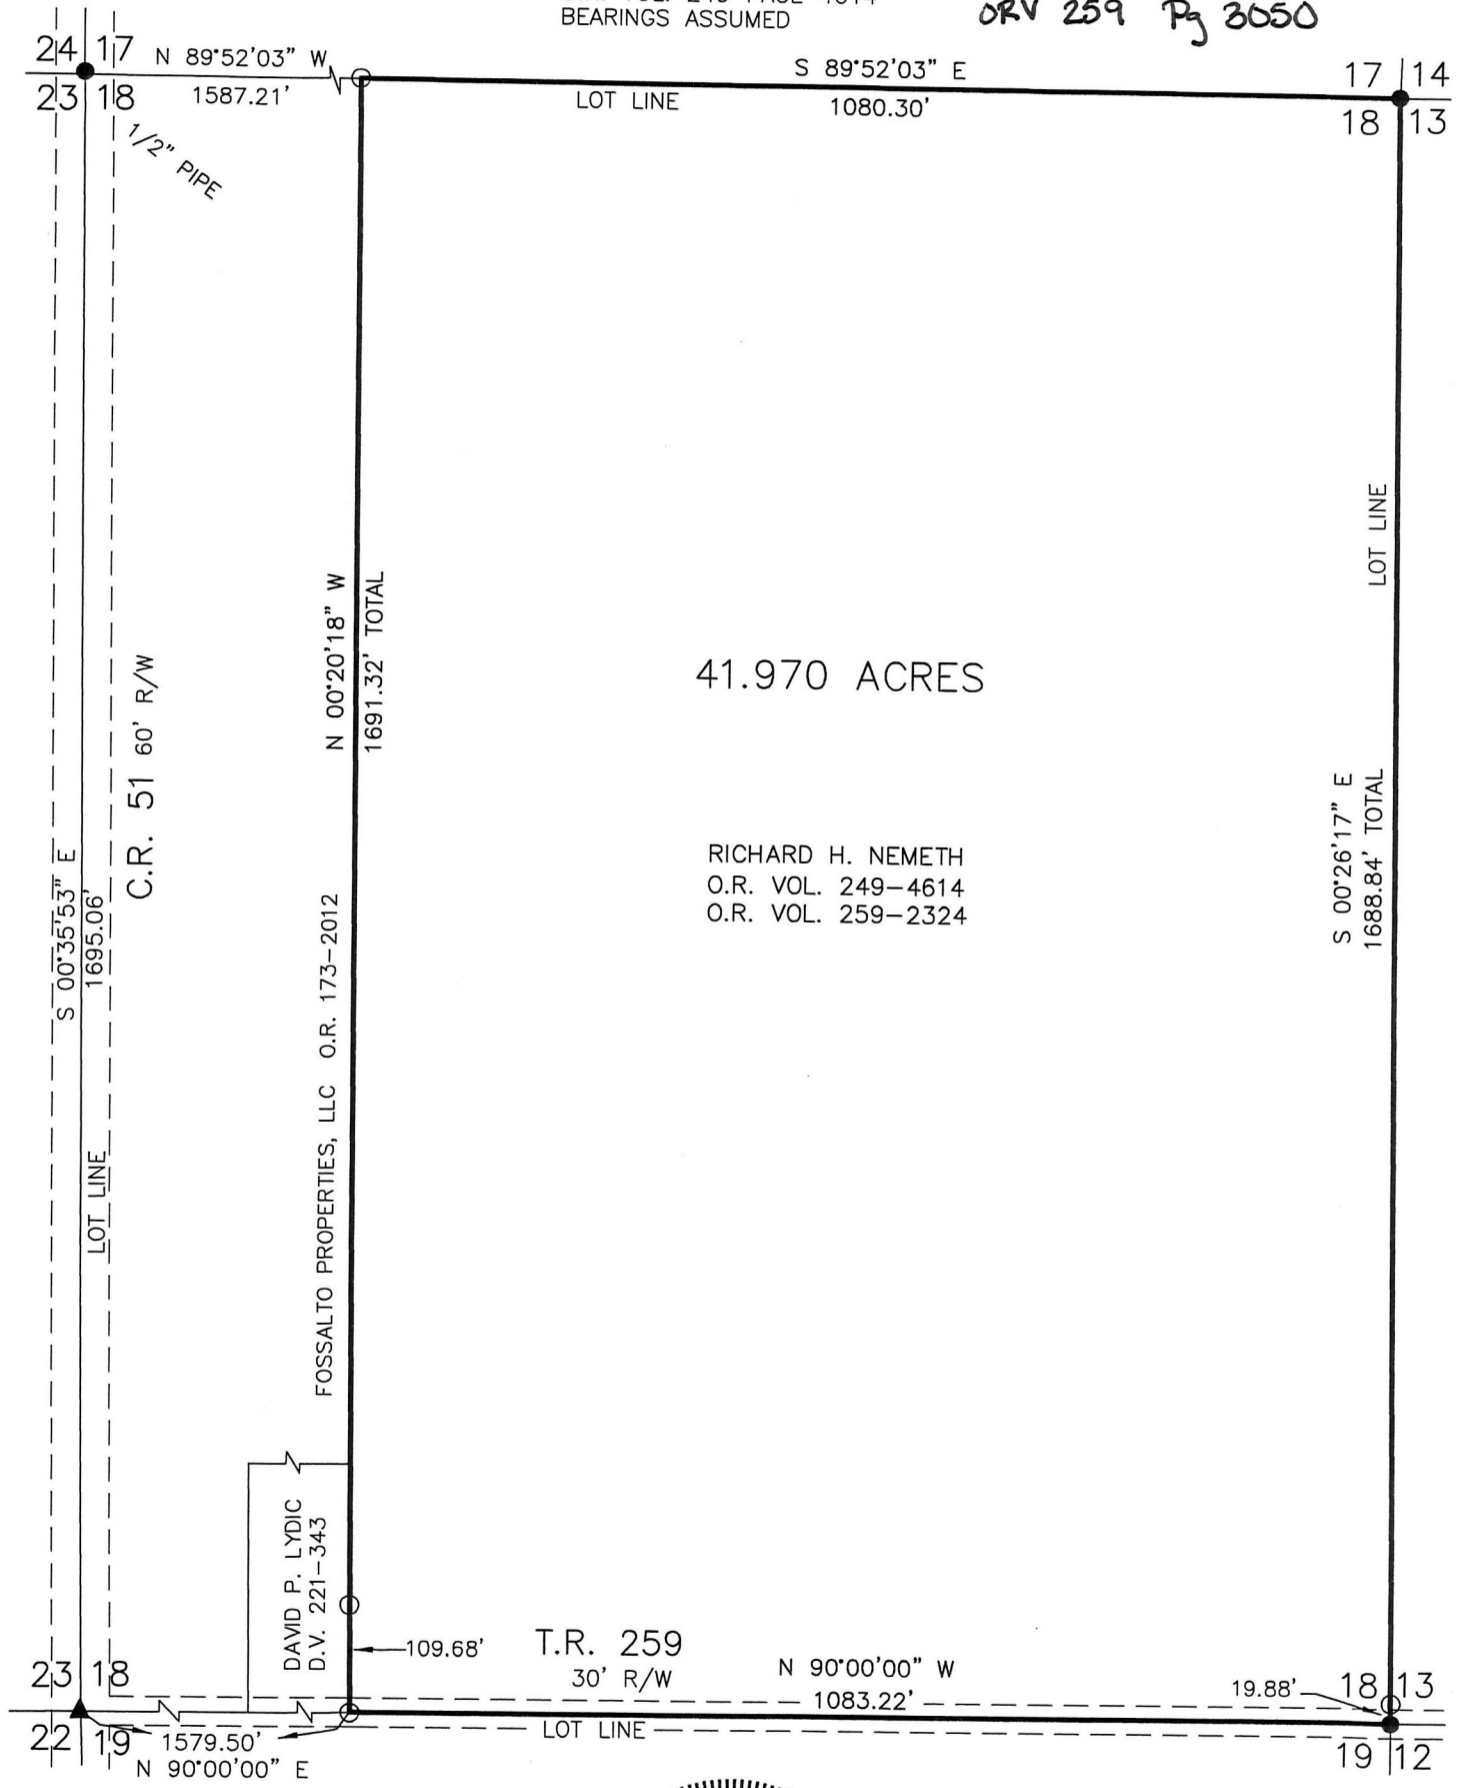 BEARINGS ASSUMED
ORV 259 Pg 3050
24 17
23 18
N 89°52'03" W
1587.21'
1/2" PIPE
S 89°52'03" E
LOT LINE
1080.30'
17 14
18 13
LOT LINE
N 00°20'18" W
1691.32' TOTAL
41.970 ACRES
C.R. 51 60' R/W
RICHARD H. NEMETH
O.R. VOL. 249-4614
O.R. VOL. 259-2324
S 00°26'17" E
1688.84' TOTAL
S 00°35'53" E
1695.06'
LOT LINE
FOSSALTO PROPERTIES, LLC O.R. 173-2012
DAVID P. LYDIC
D.V. 221-343
109.68'
T.R. 259
30' R/W
N 90°00'00" W
1083.22'
LOT LINE
19.88'
18 13
19 12
23 18
22 19
1579.50'
N 90°00'00" E